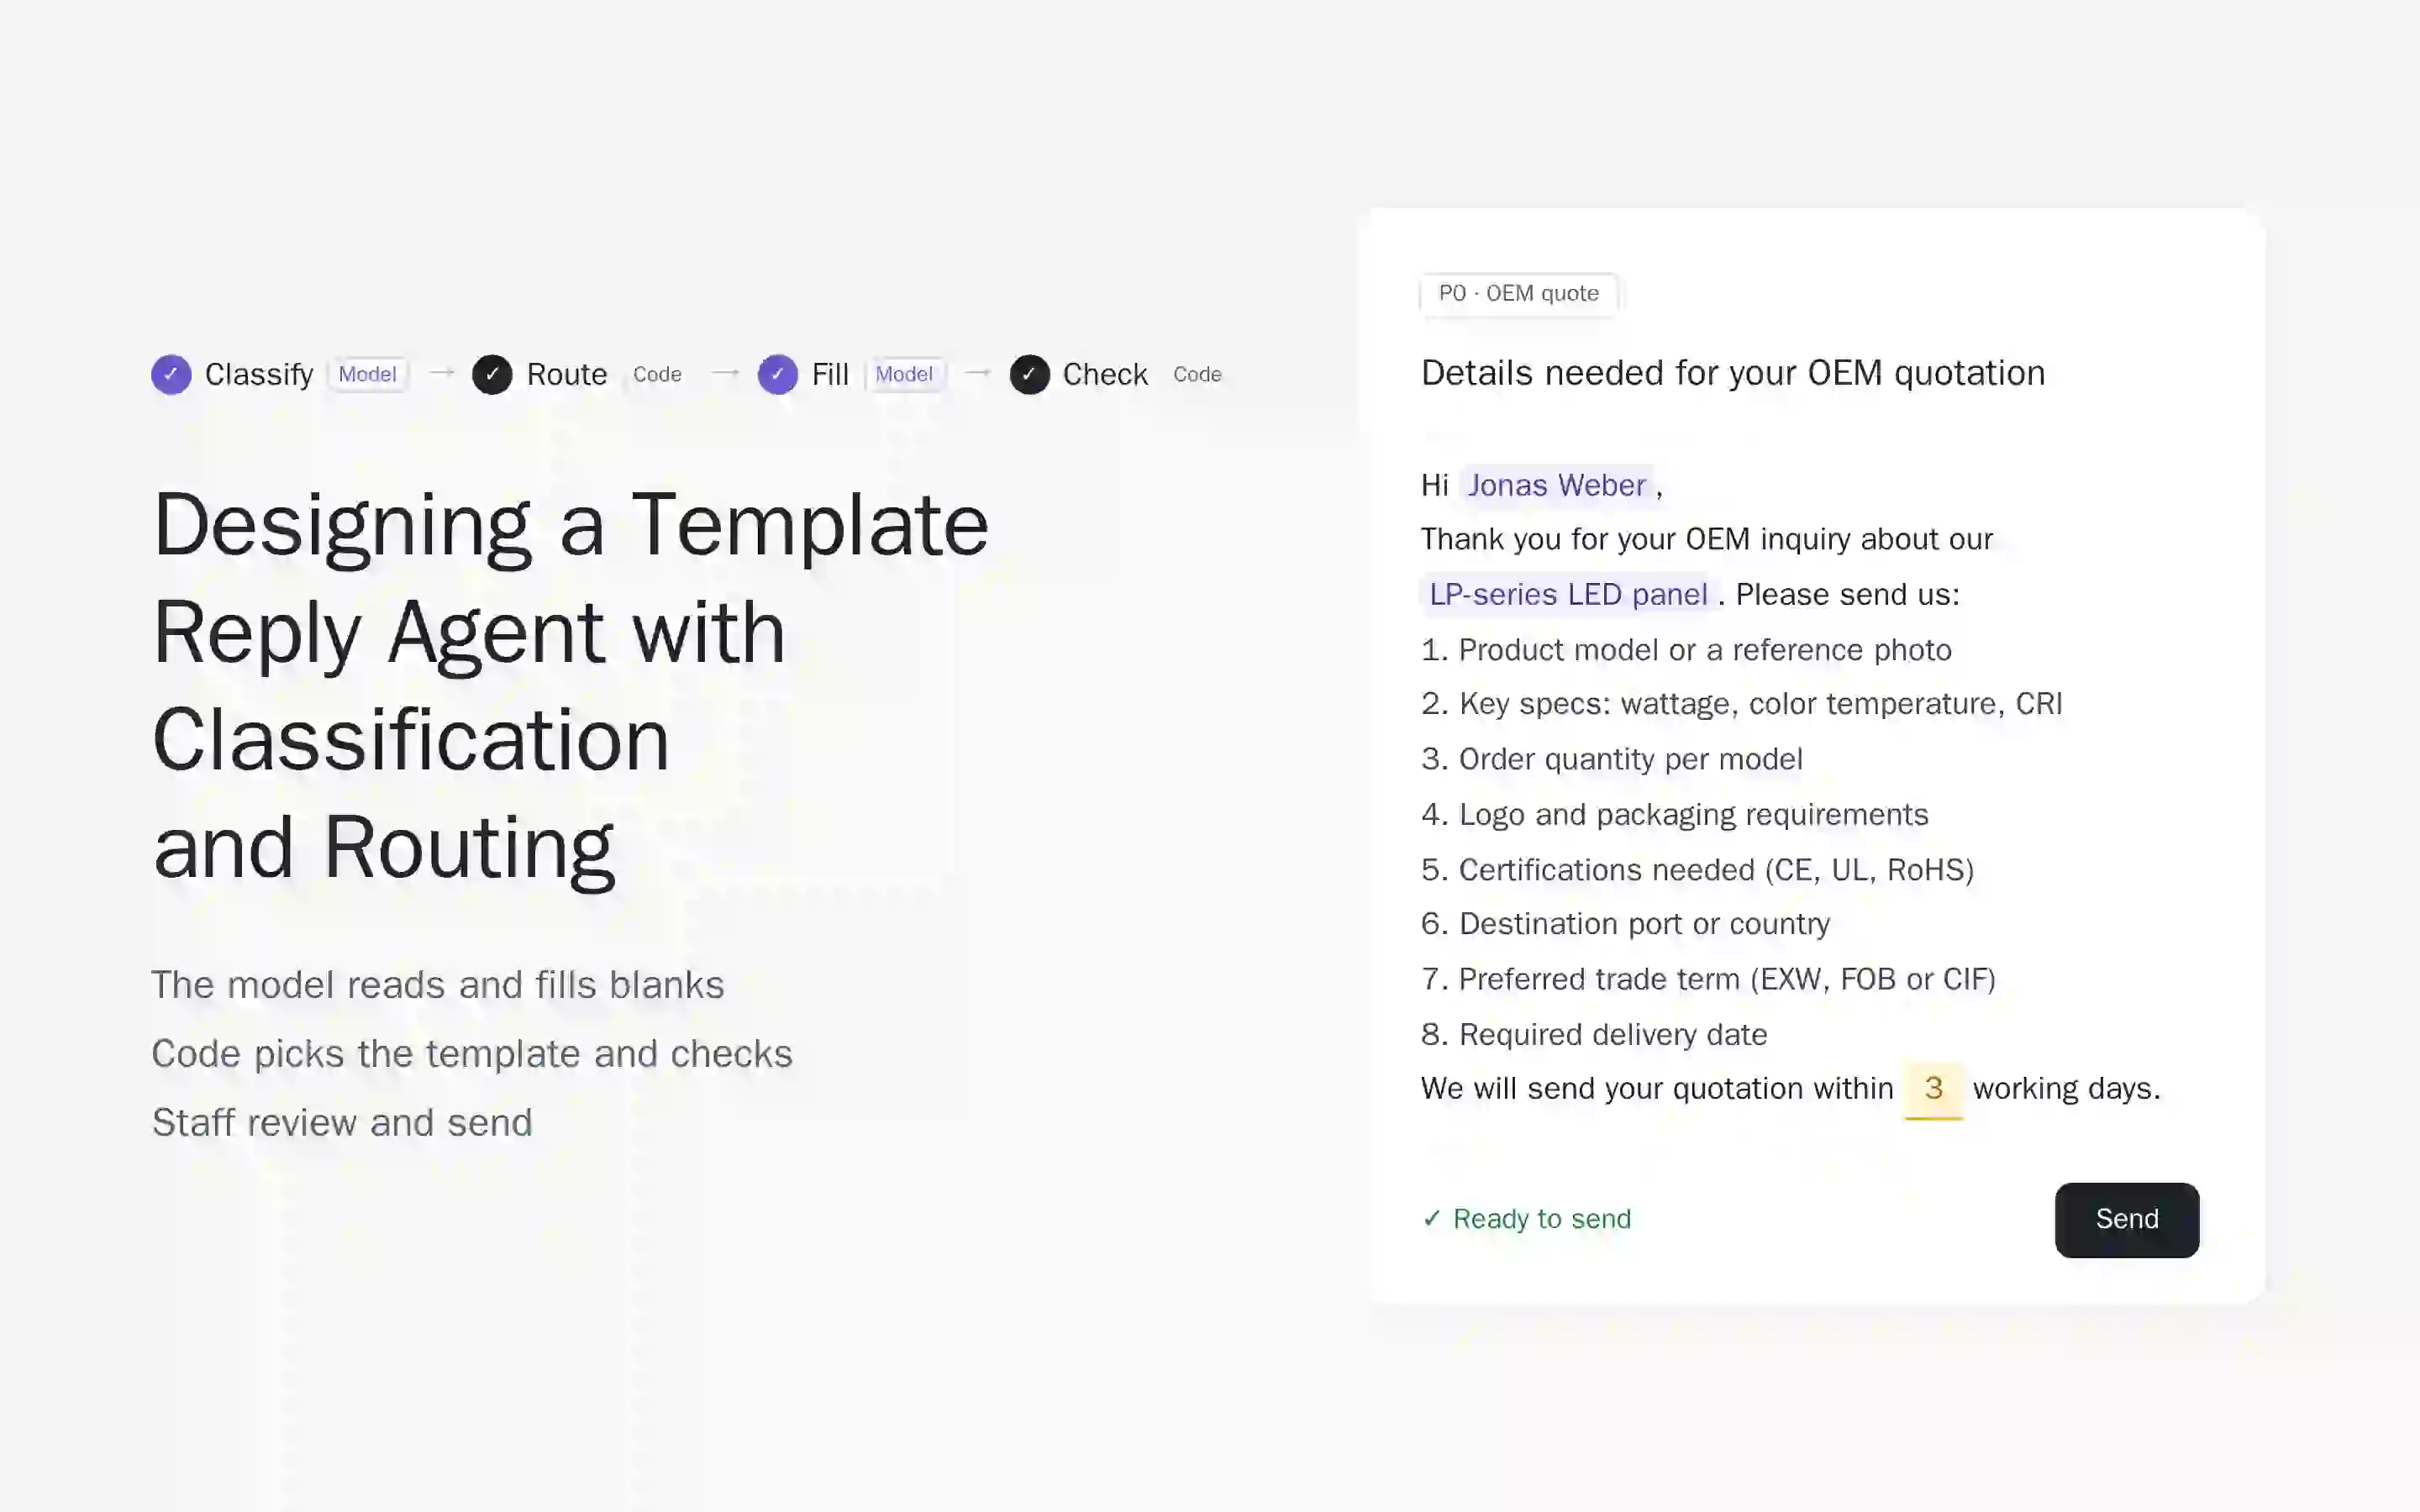 ✓ Classify Model → ✓ Route Code → ✓ Fill Model → ✓ Check Code
Designing a Template
Reply Agent with
Classification
and Routing
The model reads and fills blanks
Code picks the template and checks
Staff review and send
P0 · OEM quote
Details needed for your OEM quotation
Hi Jonas Weber ,
Thank you for your OEM inquiry about our
LP-series LED panel . Please send us:
1. Product model or a reference photo
2. Key specs: wattage, color temperature, CRI
3. Order quantity per model
4. Logo and packaging requirements
5. Certifications needed (CE, UL, RoHS)
6. Destination port or country
7. Preferred trade term (EXW, FOB or CIF)
8. Required delivery date
We will send your quotation within 3 working days.
✓ Ready to send
Send